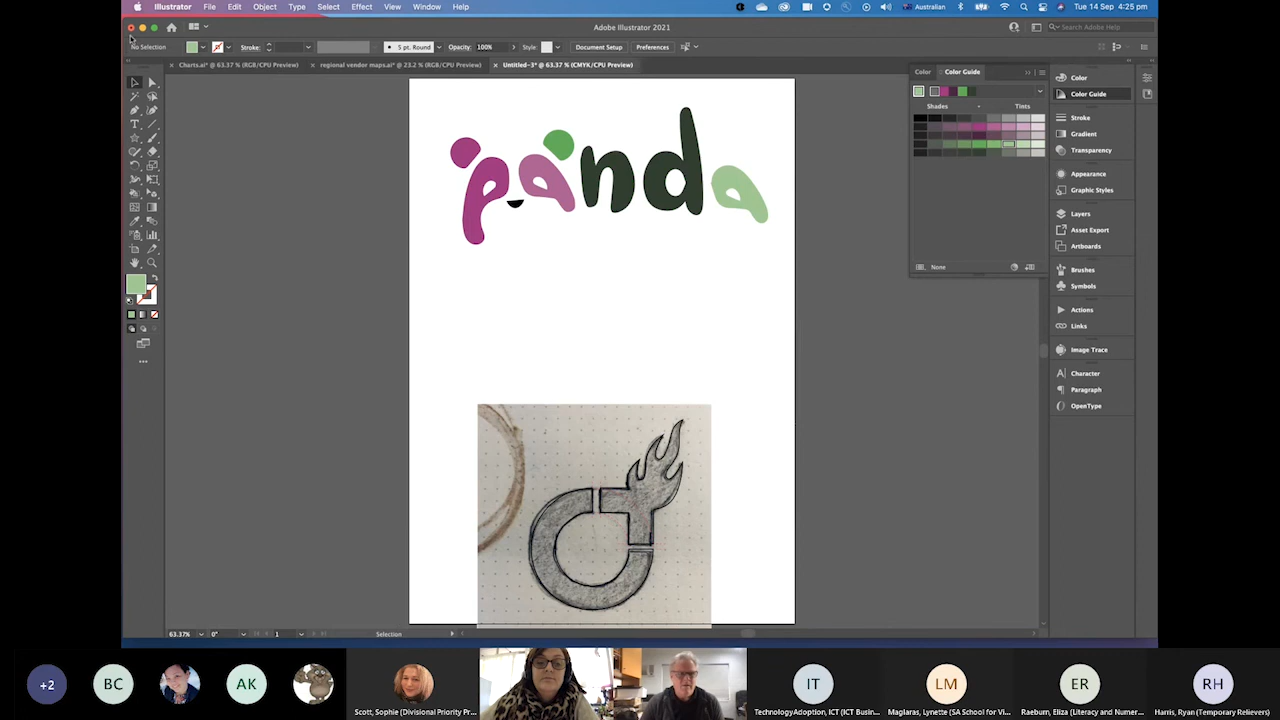 Illustrator File Edit Object Type Select Effect View Window Help
Australian
Tue 14 Sep 4:25 pm
Adobe Illustrator 2021
Search Adobe Help
No Selection
Stroke:
5 pt. Round
Opacity: 100%
Style:
Document Setup
Preferences
Charts.ai* @ 63.37 % (RGB/CPU Preview)
regional vendor maps.ai* @ 23.2 % (RGB/CPU Preview)
Untitled-3* @ 63.37 % (CMYK/CPU Preview)
Color
Color Guide
Shades
Tints
None
Color
Color Guide
Stroke
Gradient
Transparency
Appearance
Graphic Styles
Layers
Asset Export
Artboards
Brushes
Symbols
Actions
Links
Image Trace
Character
Paragraph
OpenType
panda
63.37%
0°
1
Selection
+2
BC
AK
IT
LM
ER
RH
Scott, Sophie (Divisional Priority Pr...
TechnologyAdoption, ICT (ICT Busin...
Maglaras, Lynette (SA School for Vi...
Raeburn, Eliza (Literacy and Numer...
Harris, Ryan (Temporary Relievers)